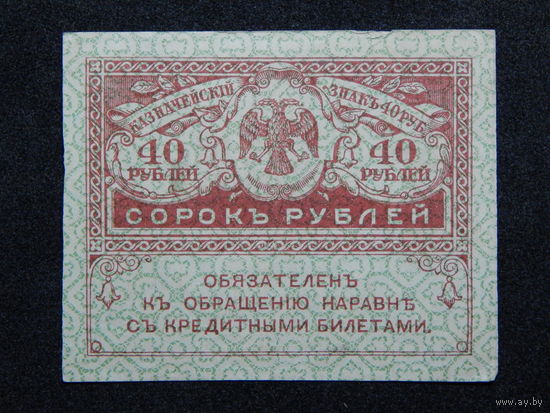 КАЗНАЧЕЙСКІЙ ЗНАКЪ 40 РУБ.
40 40
РУБЛЕЙ РУБЛЕЙ
СОРОКЪ РУБЛЕЙ
ОБЯЗАТЕЛЕНЪ
КЪ ОБРАЩЕНІЮ НАРАВНѢ
СЪ КРЕДИТНЫМИ БИЛЕТАМИ.
www.ay.by